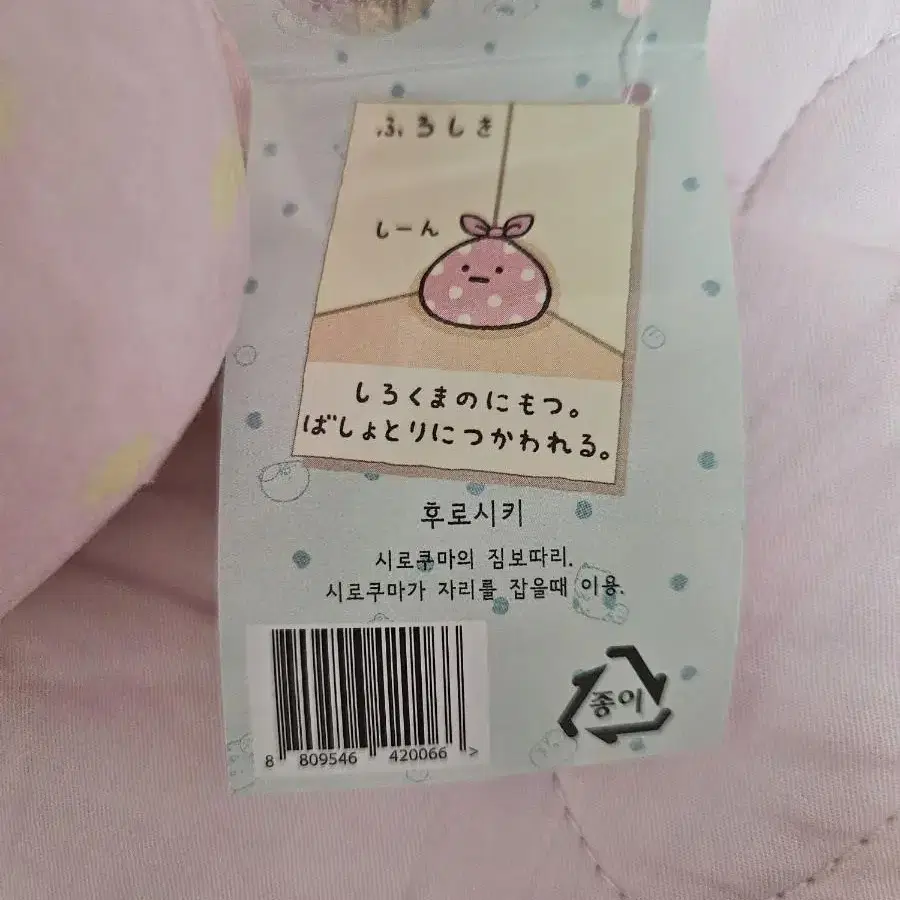 ふろしき
しーん
しろくまのにもつ。
ばしょとりにつかわれる。
후로시키
시로쿠마의 짐보따리.
시로쿠마가 자리를 잡을때 이용.
종이
8 809546 420066 >